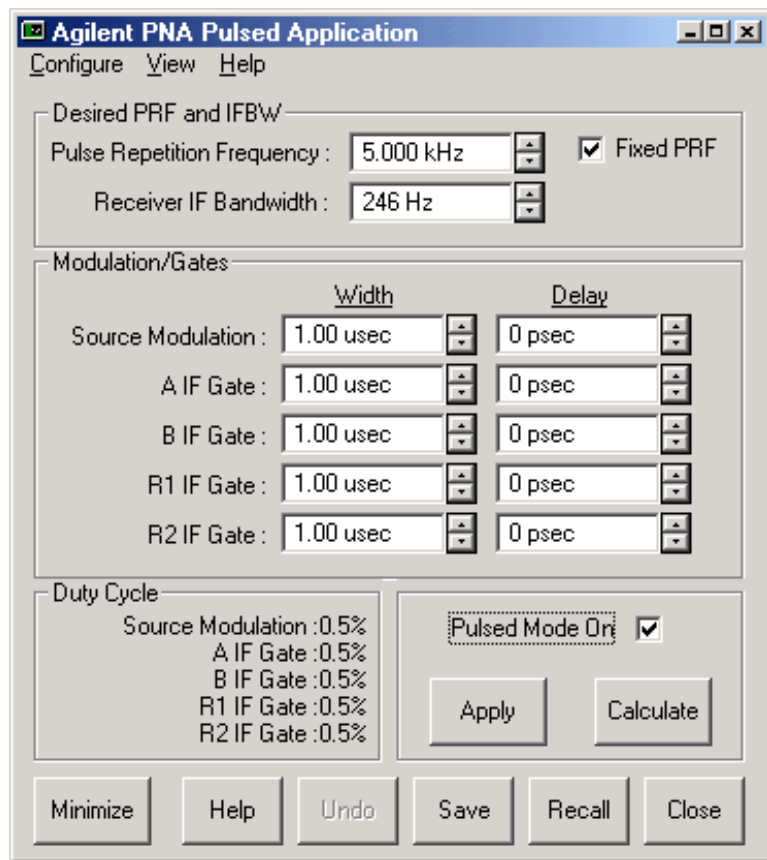 Agilent PNA Pulsed Application
Configure View Help
Desired PRF and IFBW
Pulse Repetition Frequency : 5.000 kHz Fixed PRF
Receiver IF Bandwidth : 246 Hz
Modulation/Gates
Width Delay
Source Modulation : 1.00 usec 0 psec
A IF Gate : 1.00 usec 0 psec
B IF Gate : 1.00 usec 0 psec
R1 IF Gate : 1.00 usec 0 psec
R2 IF Gate : 1.00 usec 0 psec
Duty Cycle
Source Modulation :0.5%
A IF Gate :0.5%
B IF Gate :0.5%
R1 IF Gate :0.5%
R2 IF Gate :0.5%
Pulsed Mode On
Apply Calculate
Minimize Help Undo Save Recall Close